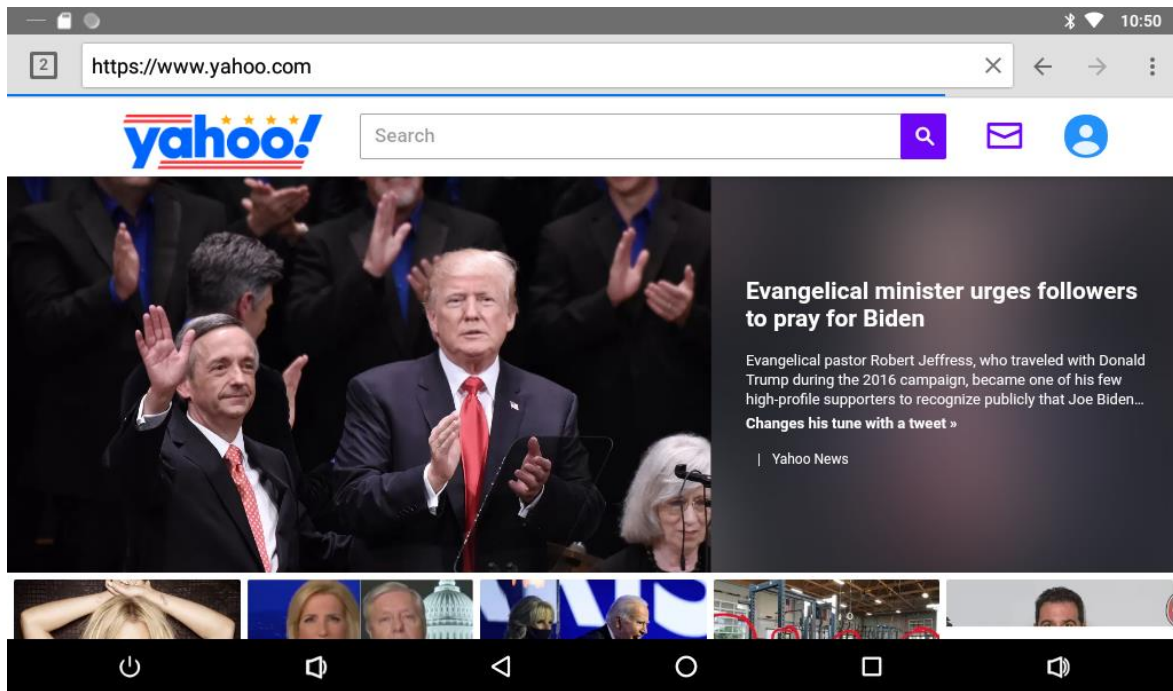 10:50
2
https://www.yahoo.com
yahoo!
Search
Evangelical minister urges followers
to pray for Biden
Evangelical pastor Robert Jeffress, who traveled with Donald
Trump during the 2016 campaign, became one of his few
high-profile supporters to recognize publicly that Joe Biden…
Changes his tune with a tweet »
| Yahoo News